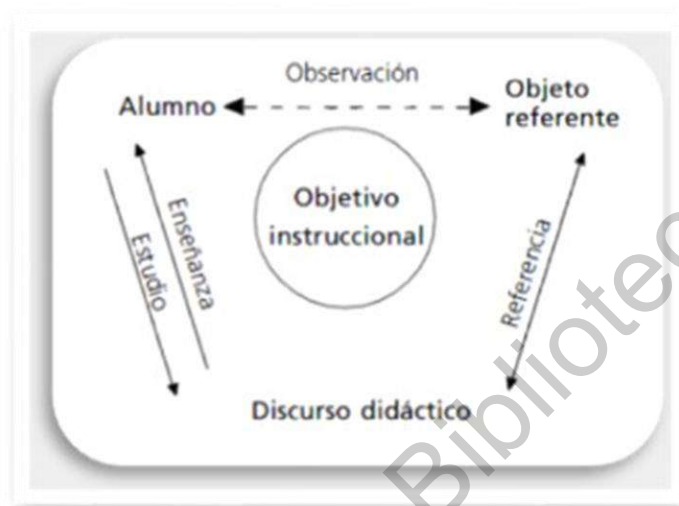 Observación
Alumno
Objeto
referente
Objetivo
instruccional
Enseñanza
Estudio
Referencia
Discurso didáctico